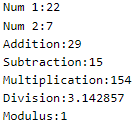 Num 1:22
Num 2:7
Addition:29
Subtraction:15
Multiplication:154
Division:3.142857
Modulus:1